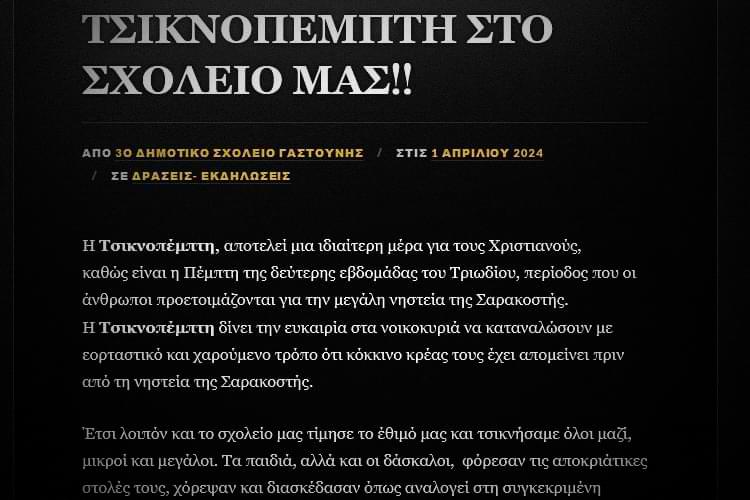 ΤΣΙΚΝΟΠΕΜΠΤΗ ΣΤΟ
ΣΧΟΛΕΙΟ ΜΑΣ!!
ΑΠΟ 3Ο ΔΗΜΟΤΙΚΟ ΣΧΟΛΕΙΟ ΓΑΣΤΟΥΝΗΣ / ΣΤΙΣ 1 ΑΠΡΙΛΙΟΥ 2024
/ ΣΕ ΔΡΑΣΕΙΣ- ΕΚΔΗΛΩΣΕΙΣ
Η Τσικνοπέμπτη, αποτελεί μια ιδιαίτερη μέρα για τους Χριστιανούς,
καθώς είναι η Πέμπτη της δεύτερης εβδομάδας του Τριωδίου, περίοδος που οι
άνθρωποι προετοιμάζονται για την μεγάλη νηστεία της Σαρακοστής.
Η Τσικνοπέμπτη δίνει την ευκαιρία στα νοικοκυριά να καταναλώσουν με
εορταστικό και χαρούμενο τρόπο ότι κόκκινο κρέας τους έχει απομείνει πριν
από τη νηστεία της Σαρακοστής.
Έτσι λοιπόν και το σχολείο μας τίμησε το έθιμό μας και τσικνήσαμε όλοι μαζί,
μικροί και μεγάλοι. Τα παιδιά, αλλά και οι δάσκαλοι, φόρεσαν τις αποκριάτικες
στολές τους, χόρεψαν και διασκέδασαν όπως αναλογεί στη συγκεκριμένη